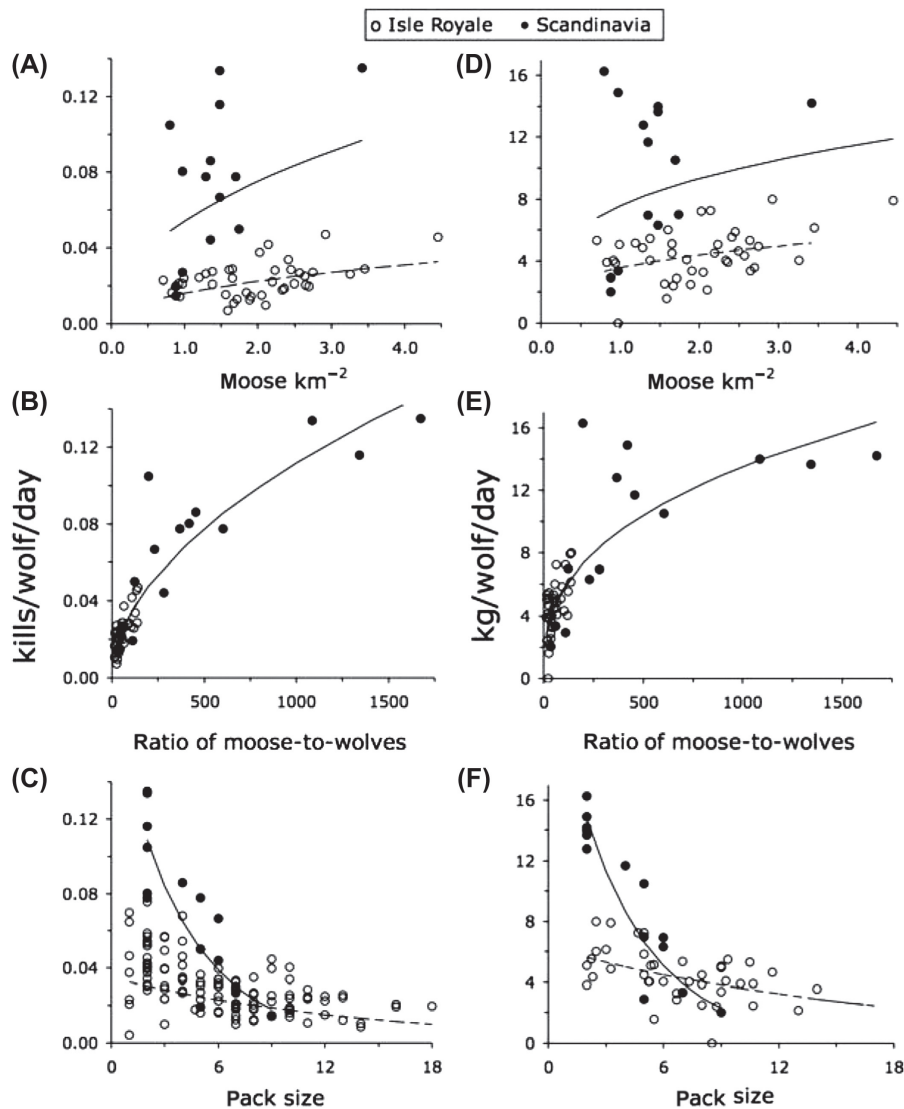 ○ Isle Royale ● Scandinavia
(A)
0.12
0.08
0.04
0.00
0.0 1.0 2.0 3.0 4.0
Moose km⁻²
(D)
16
12
8
4
0
0.0 1.0 2.0 3.0 4.0
Moose km⁻²
(B)
kills/wolf/day
0.12
0.08
0.04
0.00
0 500 1000 1500
Ratio of moose-to-wolves
(E)
kg/wolf/day
16
12
8
4
0
0 500 1000 1500
Ratio of moose-to-wolves
(C)
0.12
0.08
0.04
0.00
0 6 12 18
Pack size
(F)
16
12
8
4
0
0 6 12 18
Pack size